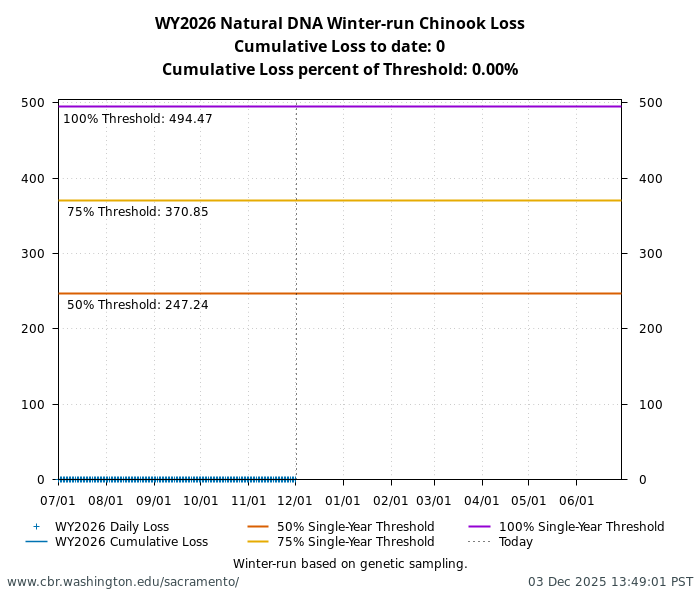 WY2026 Natural DNA Winter-run Chinook Loss
Cumulative Loss to date: 0
Cumulative Loss percent of Threshold: 0.00%
500 500
100% Threshold: 494.47
400 400
75% Threshold: 370.85
300 300
50% Threshold: 247.24
200 200
100 100
0 0
07/01 08/01 09/01 10/01 11/01 12/01 01/01 02/01 03/01 04/01 05/01 06/01
WY2026 Daily Loss 50% Single-Year Threshold 100% Single-Year Threshold
WY2026 Cumulative Loss 75% Single-Year Threshold Today
Winter-run based on genetic sampling.
www.cbr.washington.edu/sacramento/ 03 Dec 2025 13:49:01 PST